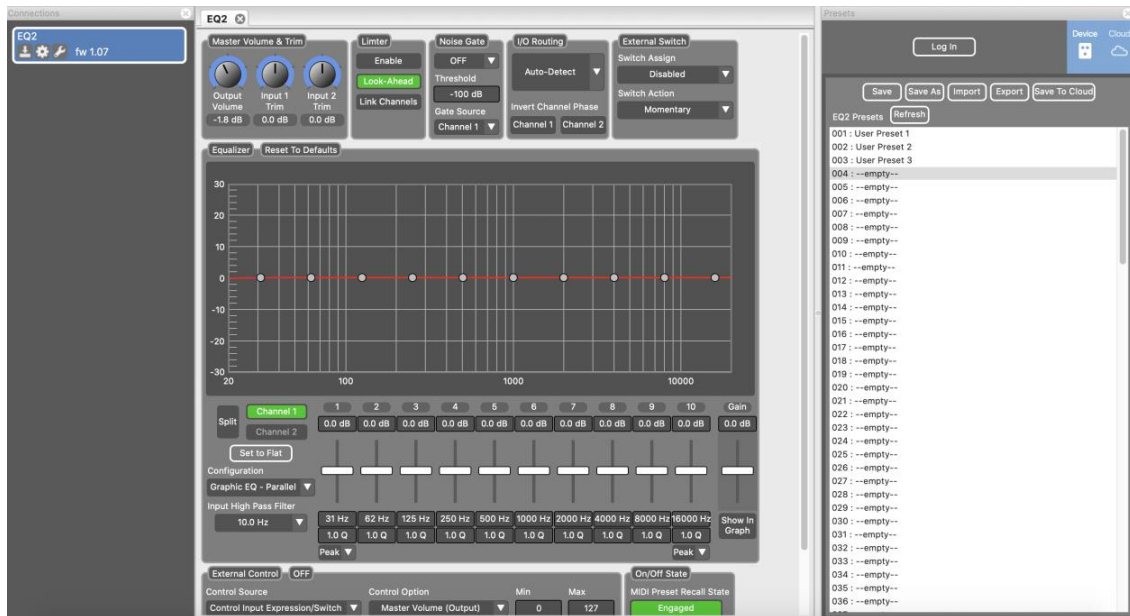 Connections
EQ2
fw 1.07
EQ2
Master Volume & Trim
Output Volume
Input 1 Trim
Input 2 Trim
-1.8 dB 0.0 dB 0.0 dB
Limter
Enable
Look-Ahead
Link Channels
Noise Gate
OFF
Threshold
-100 dB
Gate Source
Channel 1
I/O Routing
Auto-Detect
Invert Channel Phase
Channel 1 Channel 2
External Switch
Switch Assign
Disabled
Switch Action
Momentary
Equalizer Reset To Defaults
30
20
10
0
-10
-20
-30
20 100 1000 10000
Split
Channel 1
Channel 2
Set to Flat
Configuration
Graphic EQ - Parallel
Input High Pass Filter
10.0 Hz
1 2 3 4 5 6 7 8 9 10 Gain
0.0 dB 0.0 dB 0.0 dB 0.0 dB 0.0 dB 0.0 dB 0.0 dB 0.0 dB 0.0 dB 0.0 dB 0.0 dB
31 Hz 62 Hz 125 Hz 250 Hz 500 Hz 1000 Hz 2000 Hz 4000 Hz 8000 Hz 16000 Hz
1.0 Q 1.0 Q 1.0 Q 1.0 Q 1.0 Q 1.0 Q 1.0 Q 1.0 Q 1.0 Q 1.0 Q
Peak Peak
Show In Graph
External Control OFF
Control Source
Control Input Expression/Switch
Control Option
Master Volume (Output)
Min Max
0 127
On/Off State
MIDI Preset Recall State
Engaged
Presets
Log In
Device Cloud
Save Save As Import Export Save To Cloud
EQ2 Presets Refresh
001 : User Preset 1
002 : User Preset 2
003 : User Preset 3
004 : --empty--
005 : --empty--
006 : --empty--
007 : --empty--
008 : --empty--
009 : --empty--
010 : --empty--
011 : --empty--
012 : --empty--
013 : --empty--
014 : --empty--
015 : --empty--
016 : --empty--
017 : --empty--
018 : --empty--
019 : --empty--
020 : --empty--
021 : --empty--
022 : --empty--
023 : --empty--
024 : --empty--
025 : --empty--
026 : --empty--
027 : --empty--
028 : --empty--
029 : --empty--
030 : --empty--
031 : --empty--
032 : --empty--
033 : --empty--
034 : --empty--
035 : --empty--
036 : --empty--